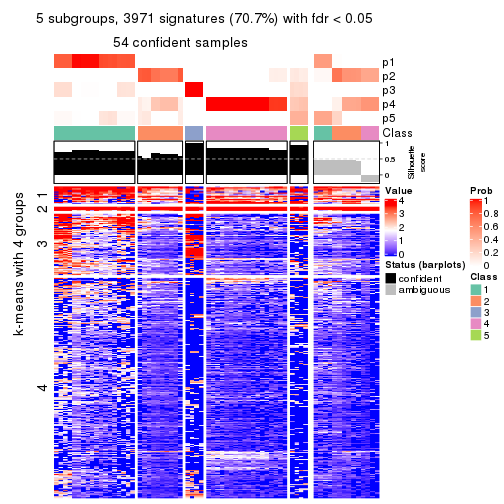 5 subgroups, 3971 signatures (70.7%) with fdr < 0.05
54 confident samples
p1
p2
p3
p4
p5
Class
1
0.5
0
Silhouette
score
k-means with 4 groups
1
2
3
4
Value
4
3
2
1
0
Status (barplots)
confident
ambiguous
Prob
1
0.8
0.6
0.4
0.2
0
Class
1
2
3
4
5